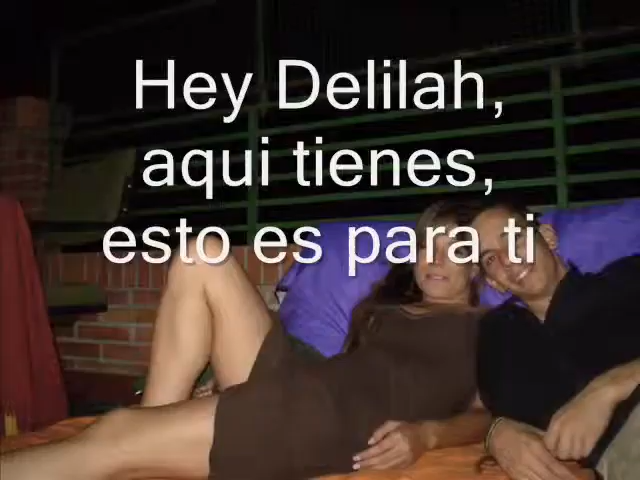 Hey Delilah,
aqui tienes,
esto es para ti